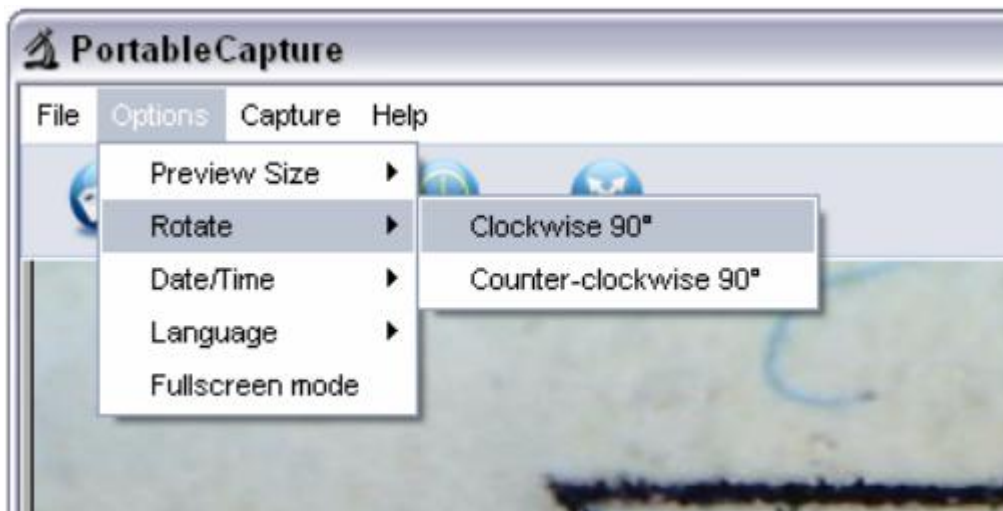 PortableCapture
File Options Capture Help
Preview Size
Rotate
Clockwise 90°
Date/Time
Counter-clockwise 90°
Language
Fullscreen mode